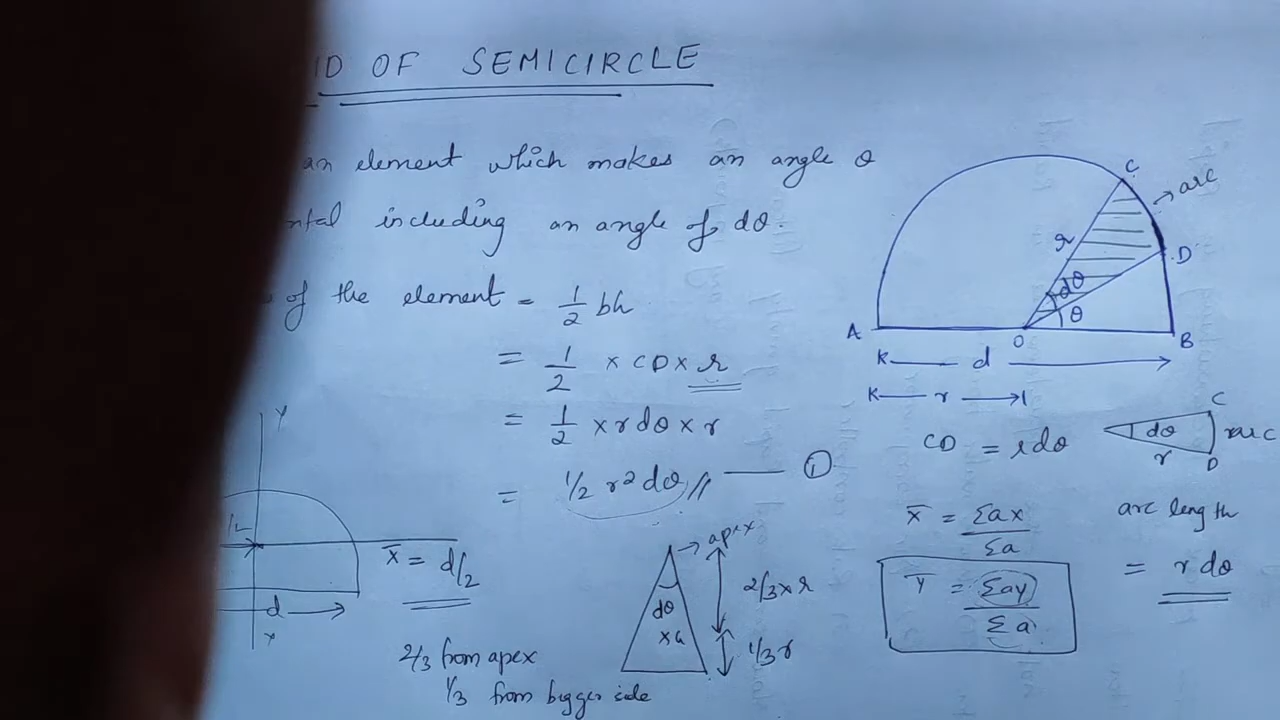 ID OF SEMICIRCLE
an element which makes an angle θ
ntal including an angle of dθ.
of the element = 1/2 bh
= 1/2 × CD × r
= 1/2 × rdθ × r
= 1/2 r² dθ // —— ①
C
→ arc
r
D
dθ
θ
A
O
B
d
r
CD = rdθ
C
dθ
arc
r
D
x̄ = Σax / Σa
arc length
= r dθ
Ȳ = Σay / Σa
Y
x̄ = d/2
d
→ apex
2/3 × r
dθ
×G
1/3 r
2/3 from apex
1/3 from bigger side